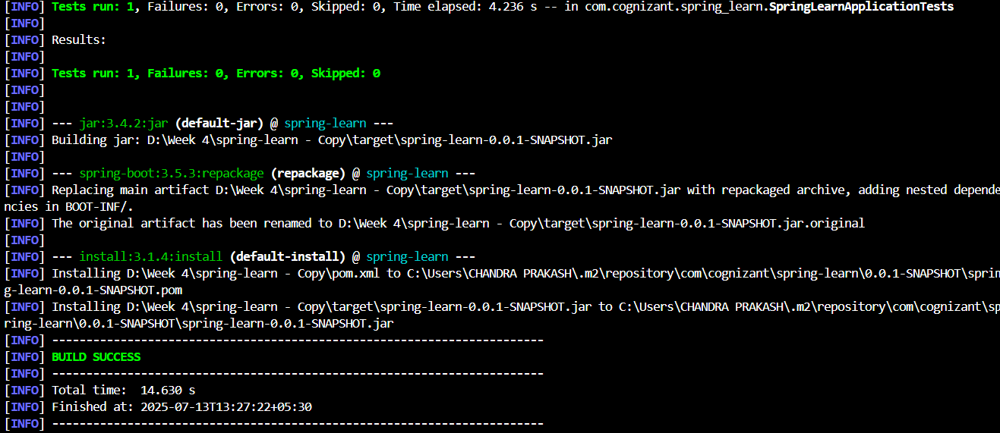 [INFO] Tests run: 1, Failures: 0, Errors: 0, Skipped: 0, Time elapsed: 4.236 s -- in com.cognizant.spring_learn.SpringLearnApplicationTests
[INFO]
[INFO] Results:
[INFO]
[INFO] Tests run: 1, Failures: 0, Errors: 0, Skipped: 0
[INFO]
[INFO]
[INFO] --- jar:3.4.2:jar (default-jar) @ spring-learn ---
[INFO] Building jar: D:\Week 4\spring-learn - Copy\target\spring-learn-0.0.1-SNAPSHOT.jar
[INFO]
[INFO] --- spring-boot:3.5.3:repackage (repackage) @ spring-learn ---
[INFO] Replacing main artifact D:\Week 4\spring-learn - Copy\target\spring-learn-0.0.1-SNAPSHOT.jar with repackaged archive, adding nested depende
ncies in BOOT-INF/.
[INFO] The original artifact has been renamed to D:\Week 4\spring-learn - Copy\target\spring-learn-0.0.1-SNAPSHOT.jar.original
[INFO]
[INFO] --- install:3.1.4:install (default-install) @ spring-learn ---
[INFO] Installing D:\Week 4\spring-learn - Copy\pom.xml to C:\Users\CHANDRA PRAKASH\.m2\repository\com\cognizant\spring-learn\0.0.1-SNAPSHOT\sprin
g-learn-0.0.1-SNAPSHOT.pom
[INFO] Installing D:\Week 4\spring-learn - Copy\target\spring-learn-0.0.1-SNAPSHOT.jar to C:\Users\CHANDRA PRAKASH\.m2\repository\com\cognizant\sp
ring-learn\0.0.1-SNAPSHOT\spring-learn-0.0.1-SNAPSHOT.jar
[INFO] ------------------------------------------------------------------------
[INFO] BUILD SUCCESS
[INFO] ------------------------------------------------------------------------
[INFO] Total time:  14.630 s
[INFO] Finished at: 2025-07-13T13:27:22+05:30
[INFO] ------------------------------------------------------------------------